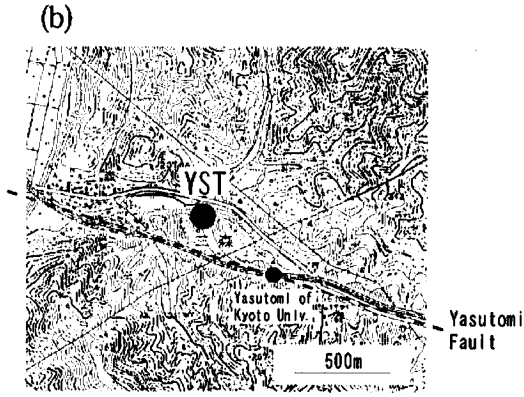 (b)
YST
Yasutomi of
Kyoto Univ.
Yasutomi
Fault
500m